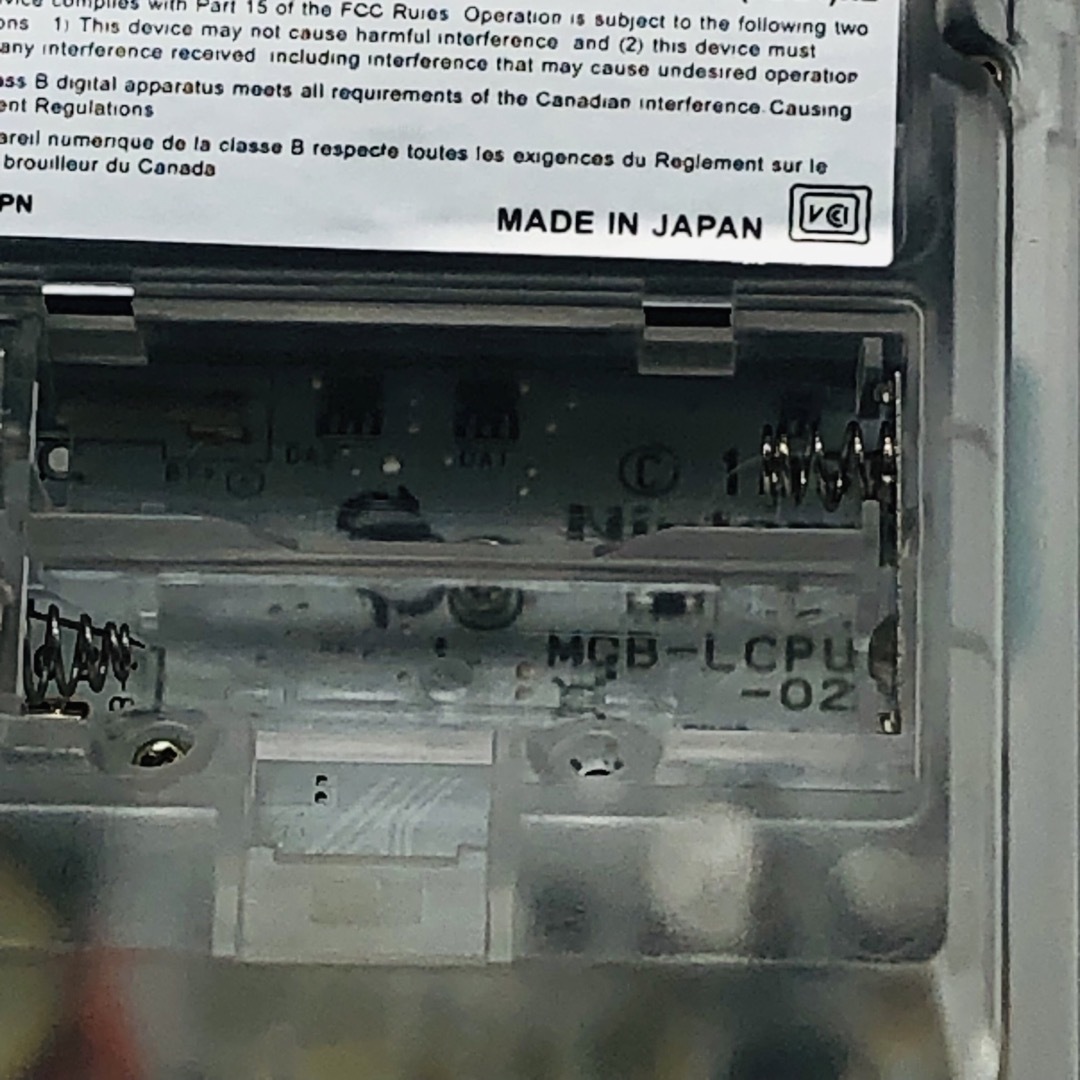 complies with Part 15 of the FCC Rules Operation is subject to the following two
ons 1) This device may not cause harmful interference and (2) this device must
any interference received including interference that may cause undesired operation
ass B digital apparatus meets all requirements of the Canadian Interference-Causing
ent Regulations
areil numerique de la classe B respecte toutes les exigences du Reglement sur le
brouilleur du Canada
PN
MADE IN JAPAN VCCI
© 1
MGB-LCPU
-02